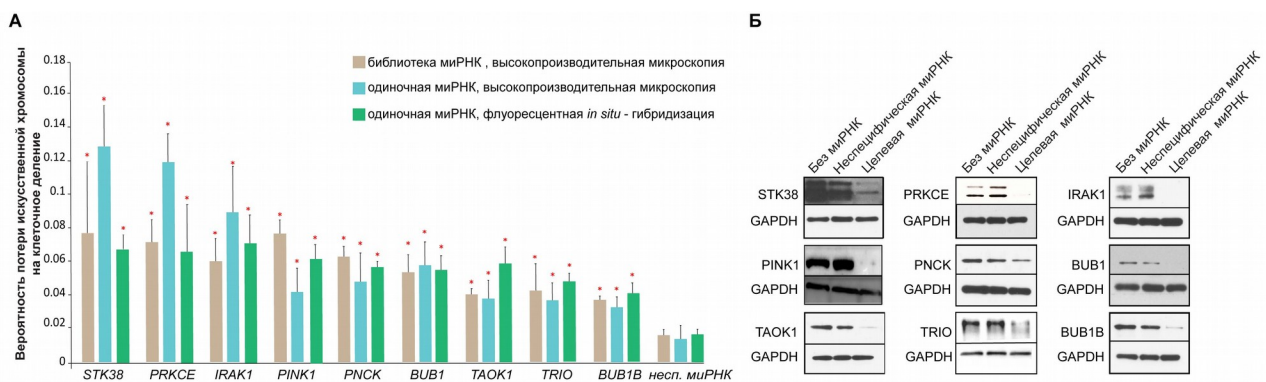 А
Вероятность потери искусственной хромосомы
на клеточное деление
0.18
0.16
0.14
0.12
0.1
0.08
0.06
0.04
0.02
0
библиотека миРНК , высокопроизводительная микроскопия
одиночная миРНК, высокопроизводительная микроскопия
одиночная миРНК, флуоресцентная in situ - гибридизация
* * * * * * * * * * * * * * * * * * * * * * * * * * *
STK38 PRKCE IRAK1 PINK1 PNCK BUB1 TAOK1 TRIO BUB1B несп. миРНК
Б
Без миРНК
Неспецифическая миРНК
Целевая миРНК
Без миРНК
Неспецифическая миРНК
Целевая миРНК
Без миРНК
Неспецифическая миРНК
Целевая миРНК
STK38 PRKCE IRAK1
GAPDH GAPDH GAPDH
PINK1 PNCK BUB1
GAPDH GAPDH GAPDH
TAOK1 TRIO BUB1B
GAPDH GAPDH GAPDH